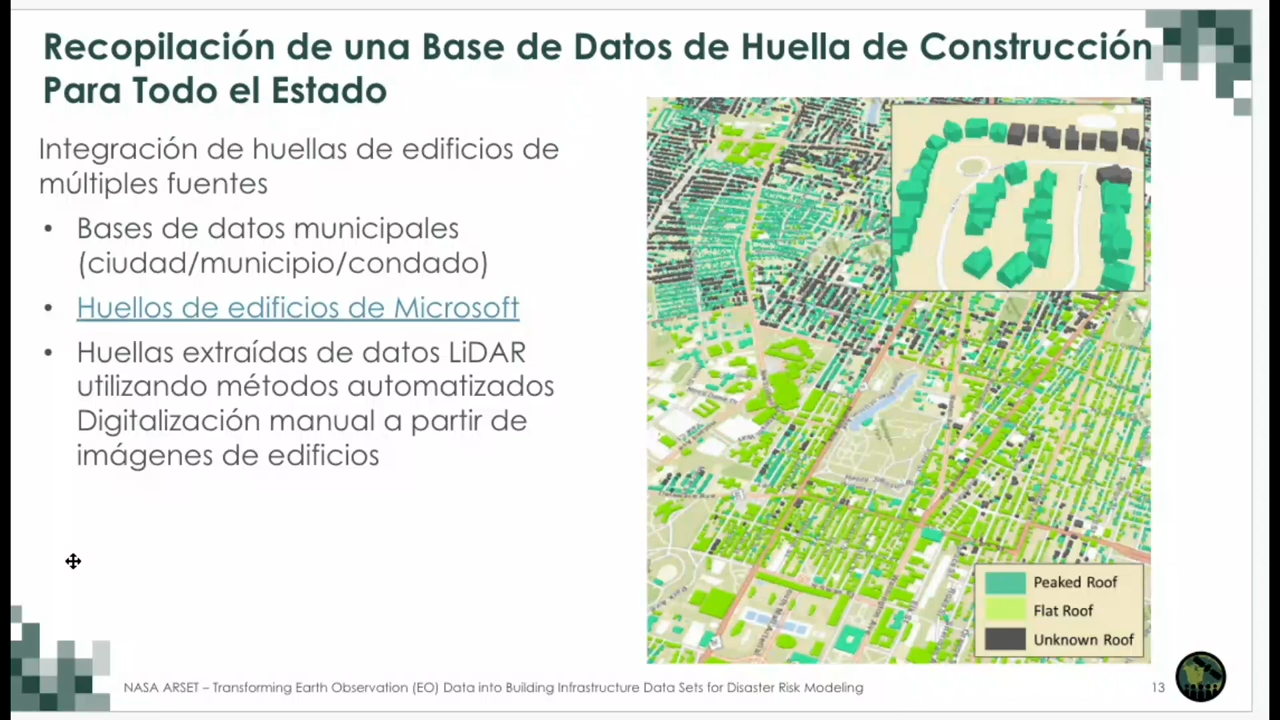 Recopilación de una Base de Datos de Huella de Construcción
Para Todo el Estado
Integración de huellas de edificios de
múltiples fuentes
• Bases de datos municipales
(ciudad/municipio/condado)
• Huellos de edificios de Microsoft
• Huellas extraídas de datos LiDAR
utilizando métodos automatizados
Digitalización manual a partir de
imágenes de edificios
Peaked Roof
Flat Roof
Unknown Roof
NASA ARSET – Transforming Earth Observation (EO) Data into Building Infrastructure Data Sets for Disaster Risk Modeling
13